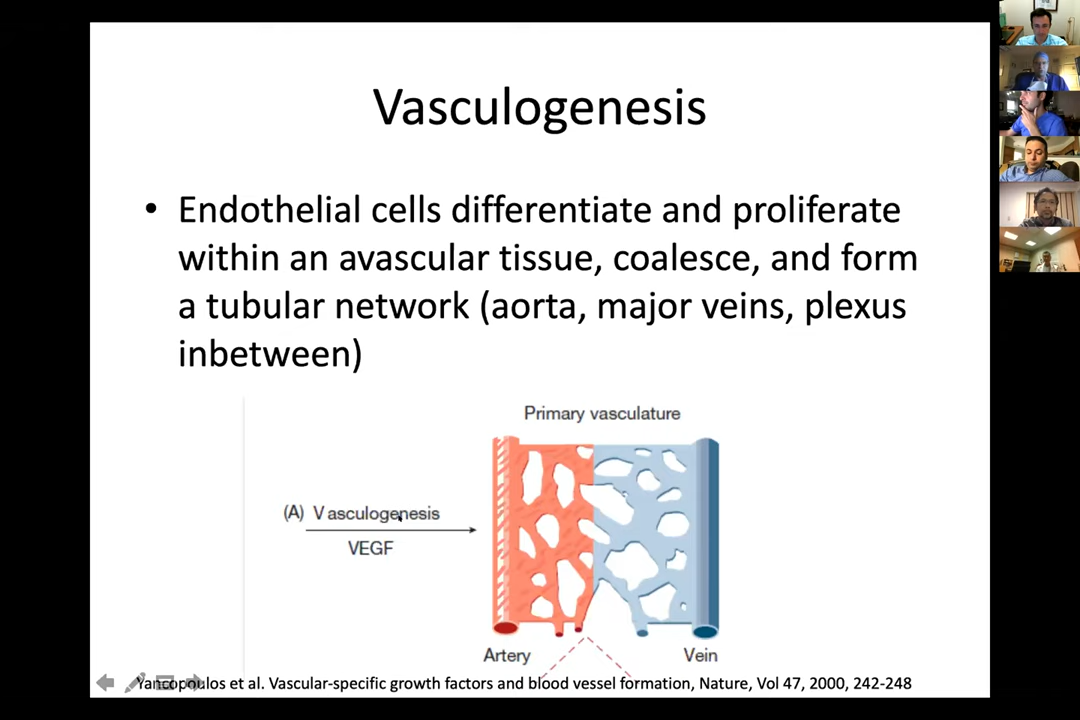 Vasculogenesis
• Endothelial cells differentiate and proliferate
within an avascular tissue, coalesce, and form
a tubular network (aorta, major veins, plexus
inbetween)
Primary vasculature
(A) V asculogenesis
VEGF
Artery
Vein
Yancopoulos et al. Vascular-specific growth factors and blood vessel formation, Nature, Vol 47, 2000, 242-248